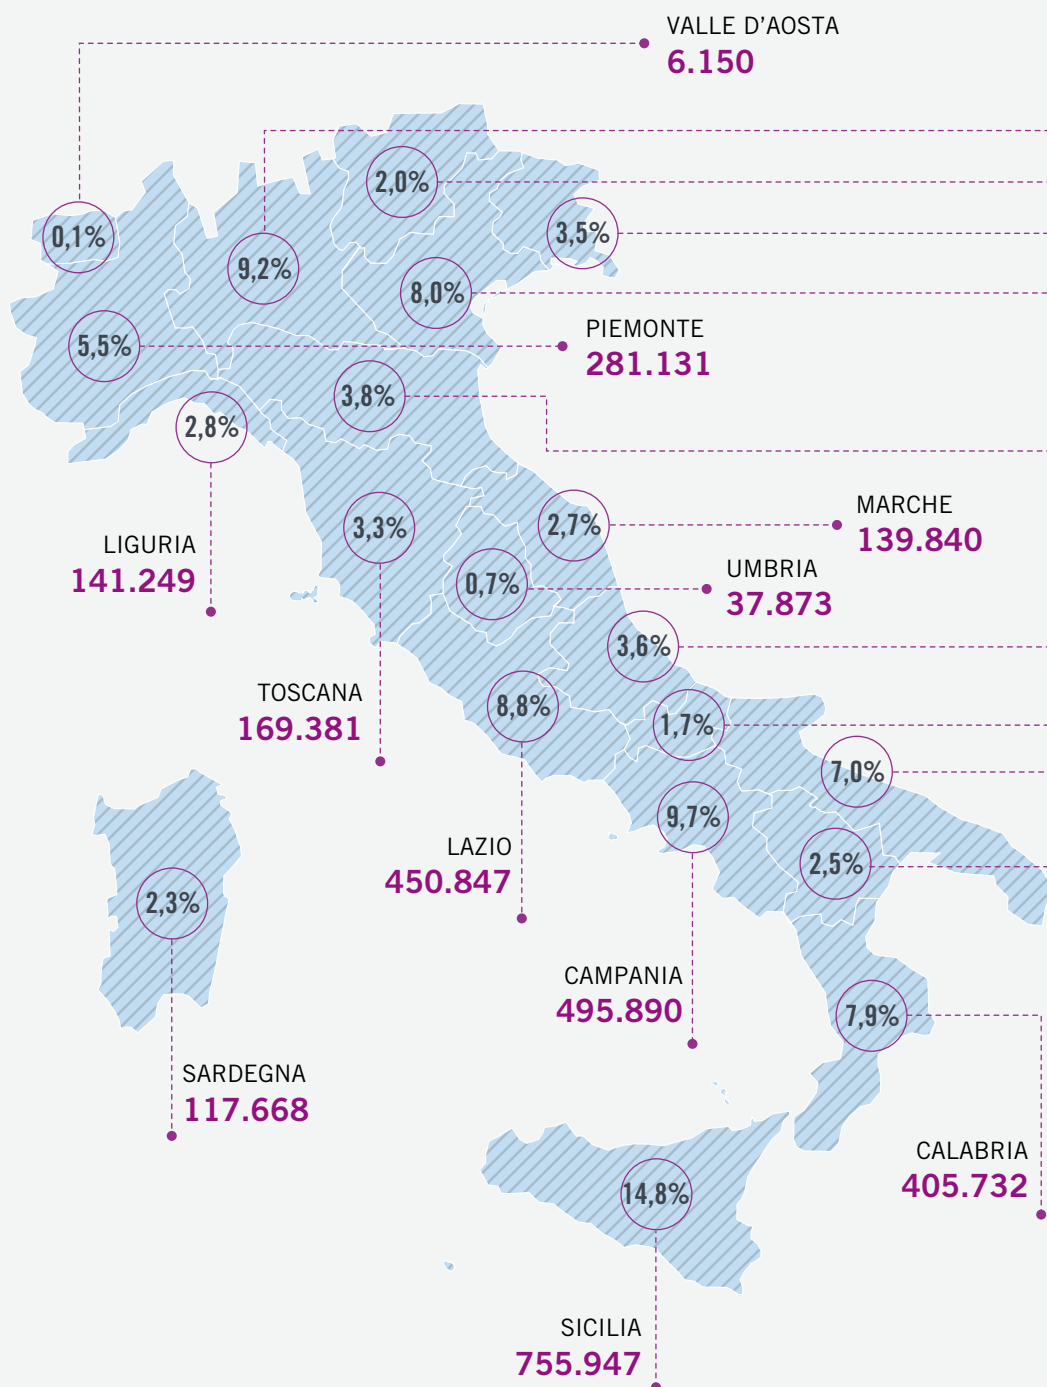 VALLE D'AOSTA
6.150
2,0%
0,1%
3,5%
9,2%
8,0%
5,5%
PIEMONTE
281.131
3,8%
2,8%
LIGURIA
141.249
3,3%
2,7%
MARCHE
139.840
0,7%
UMBRIA
37.873
3,6%
TOSCANA
169.381
8,8%
1,7%
7,0%
9,7%
LAZIO
450.847
2,5%
2,3%
CAMPANIA
495.890
7,9%
SARDEGNA
117.668
CALABRIA
405.732
14,8%
SICILIA
755.947